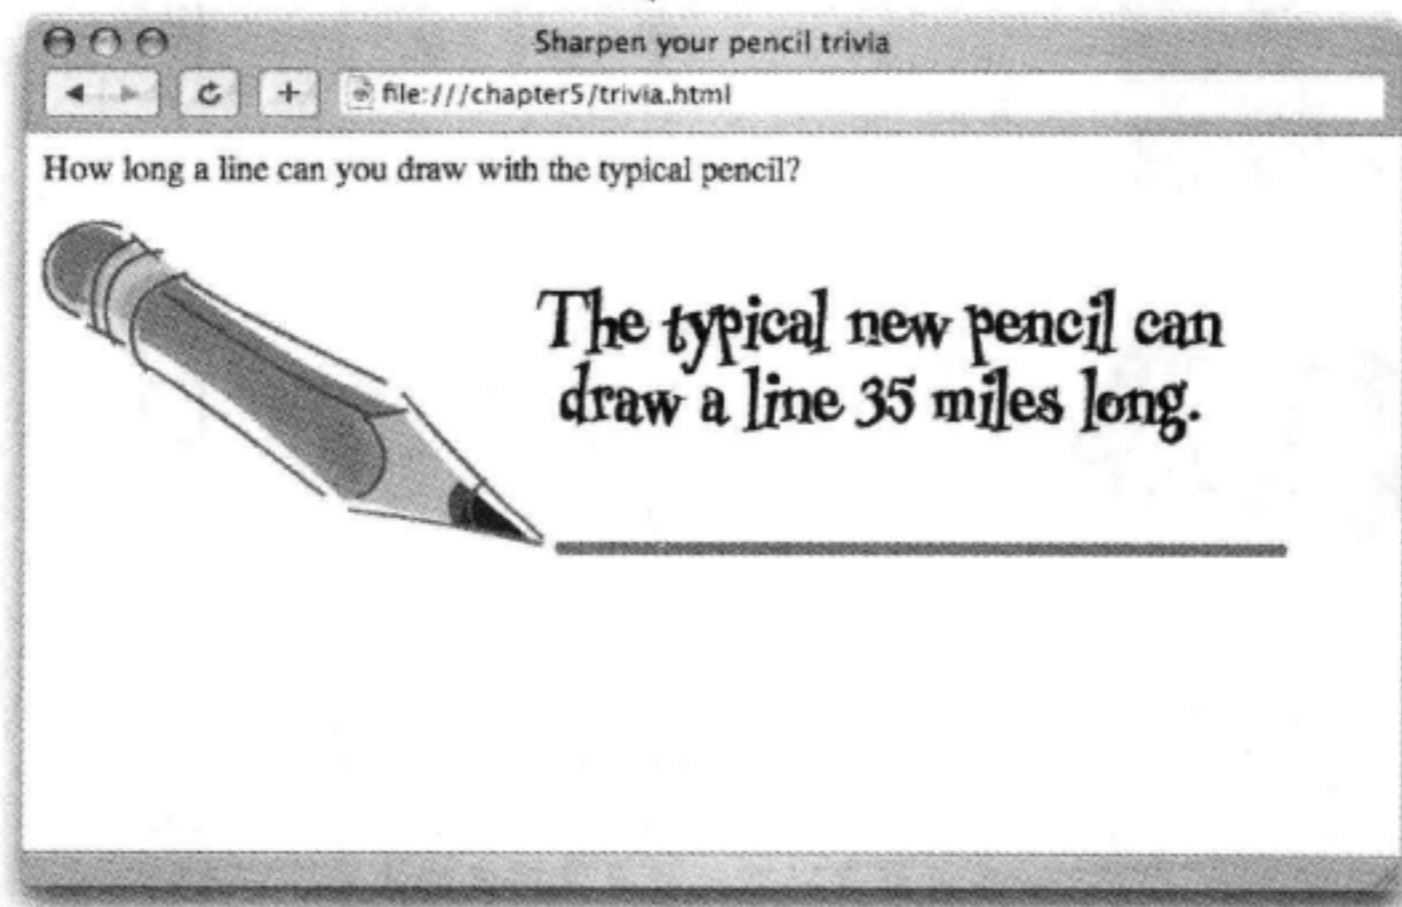 Sharpen your pencil trivia
file:///chapter5/trivia.html
How long a line can you draw with the typical pencil?
The typical new pencil can
draw a line 35 miles long.